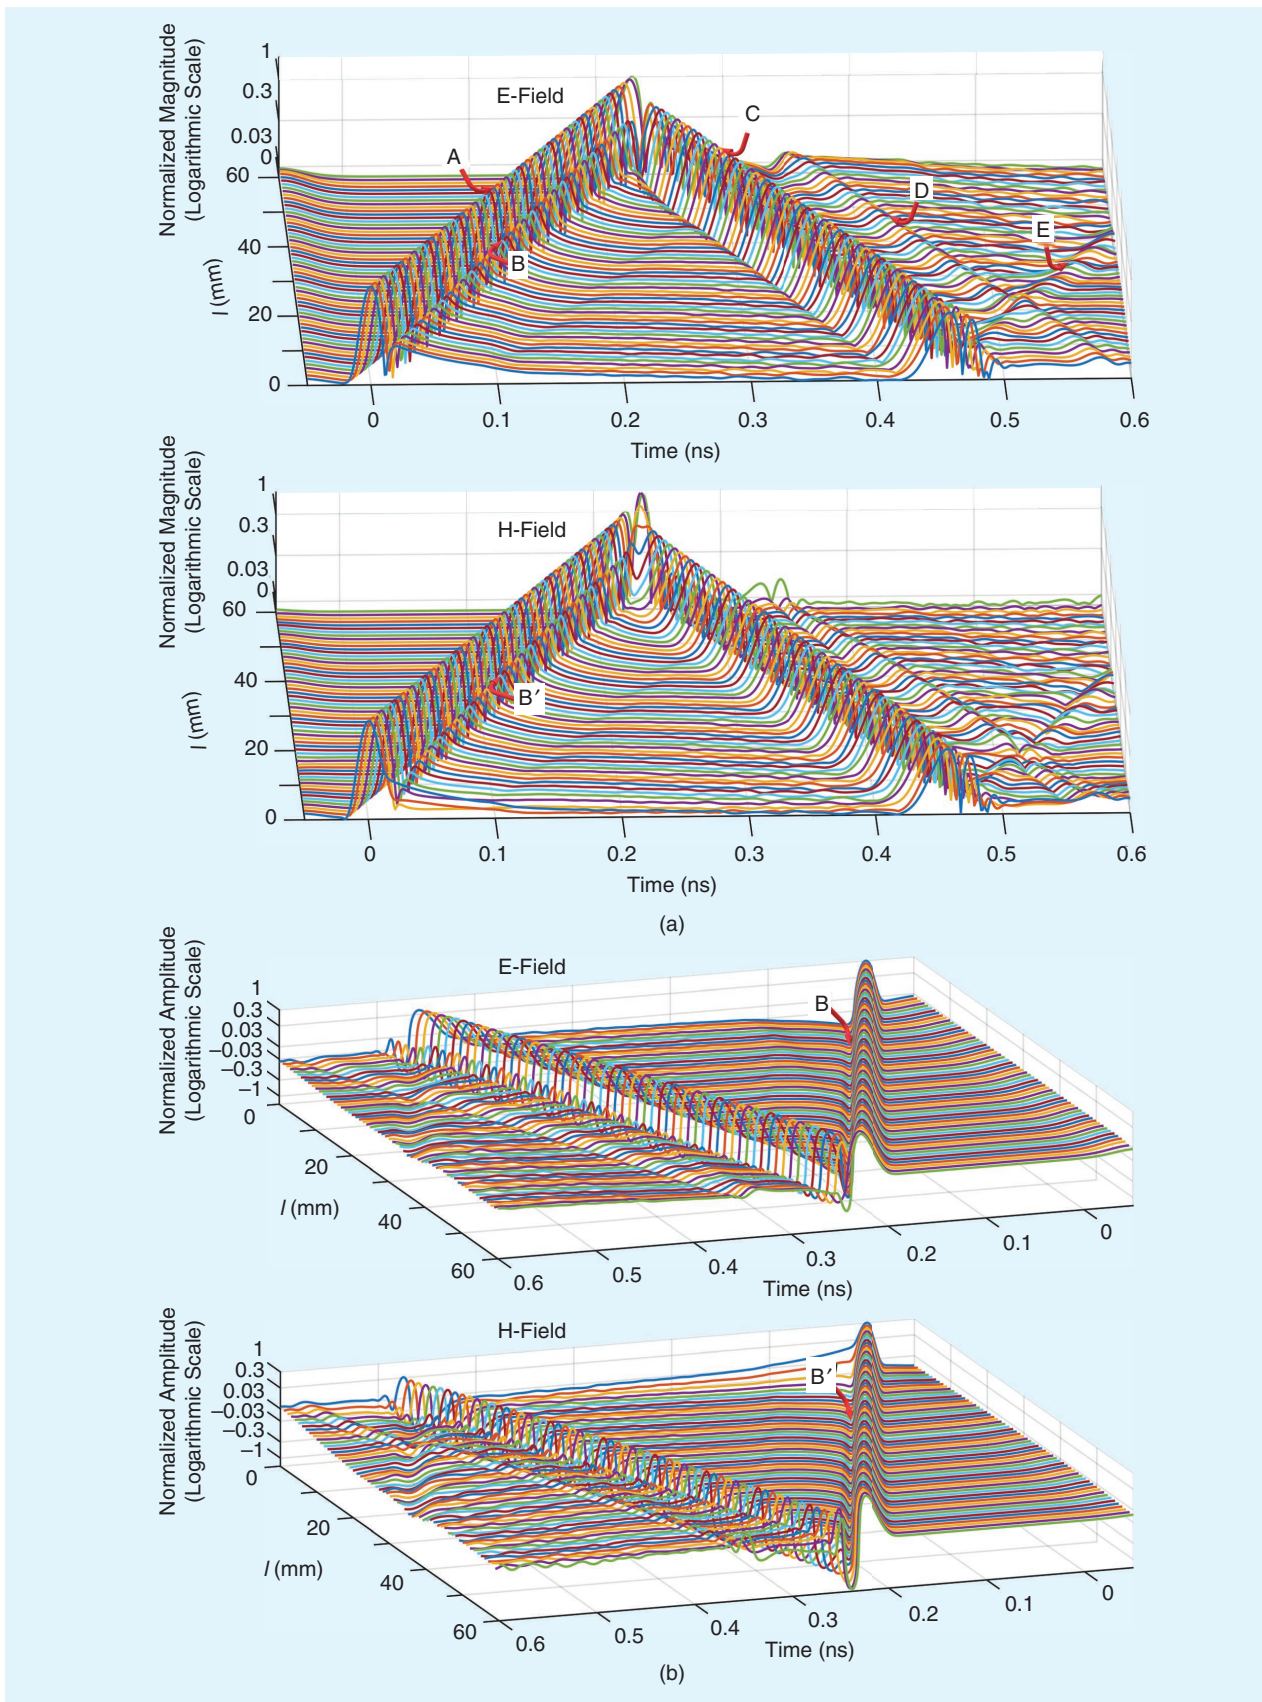 Normalized Magnitude
(Logarithmic Scale)
1
0.3
0.03
0
60
40
20
0
l (mm)
E-Field
A
B
C
D
E
0 0.1 0.2 0.3 0.4 0.5 0.6
Time (ns)
Normalized Magnitude
(Logarithmic Scale)
1
0.3
0.03
0
60
40
20
0
l (mm)
H-Field
B′
0 0.1 0.2 0.3 0.4 0.5 0.6
Time (ns)
(a)
Normalized Amplitude
(Logarithmic Scale)
1
0.3
0.03
–0.03
–0.3
–1
0
20
40
60
l (mm)
E-Field
B
0.6 0.5 0.4 0.3 0.2 0.1 0
Time (ns)
Normalized Amplitude
(Logarithmic Scale)
1
0.3
0.03
–0.03
–0.3
–1
0
20
40
60
l (mm)
H-Field
B′
0.6 0.5 0.4 0.3 0.2 0.1 0
Time (ns)
(b)